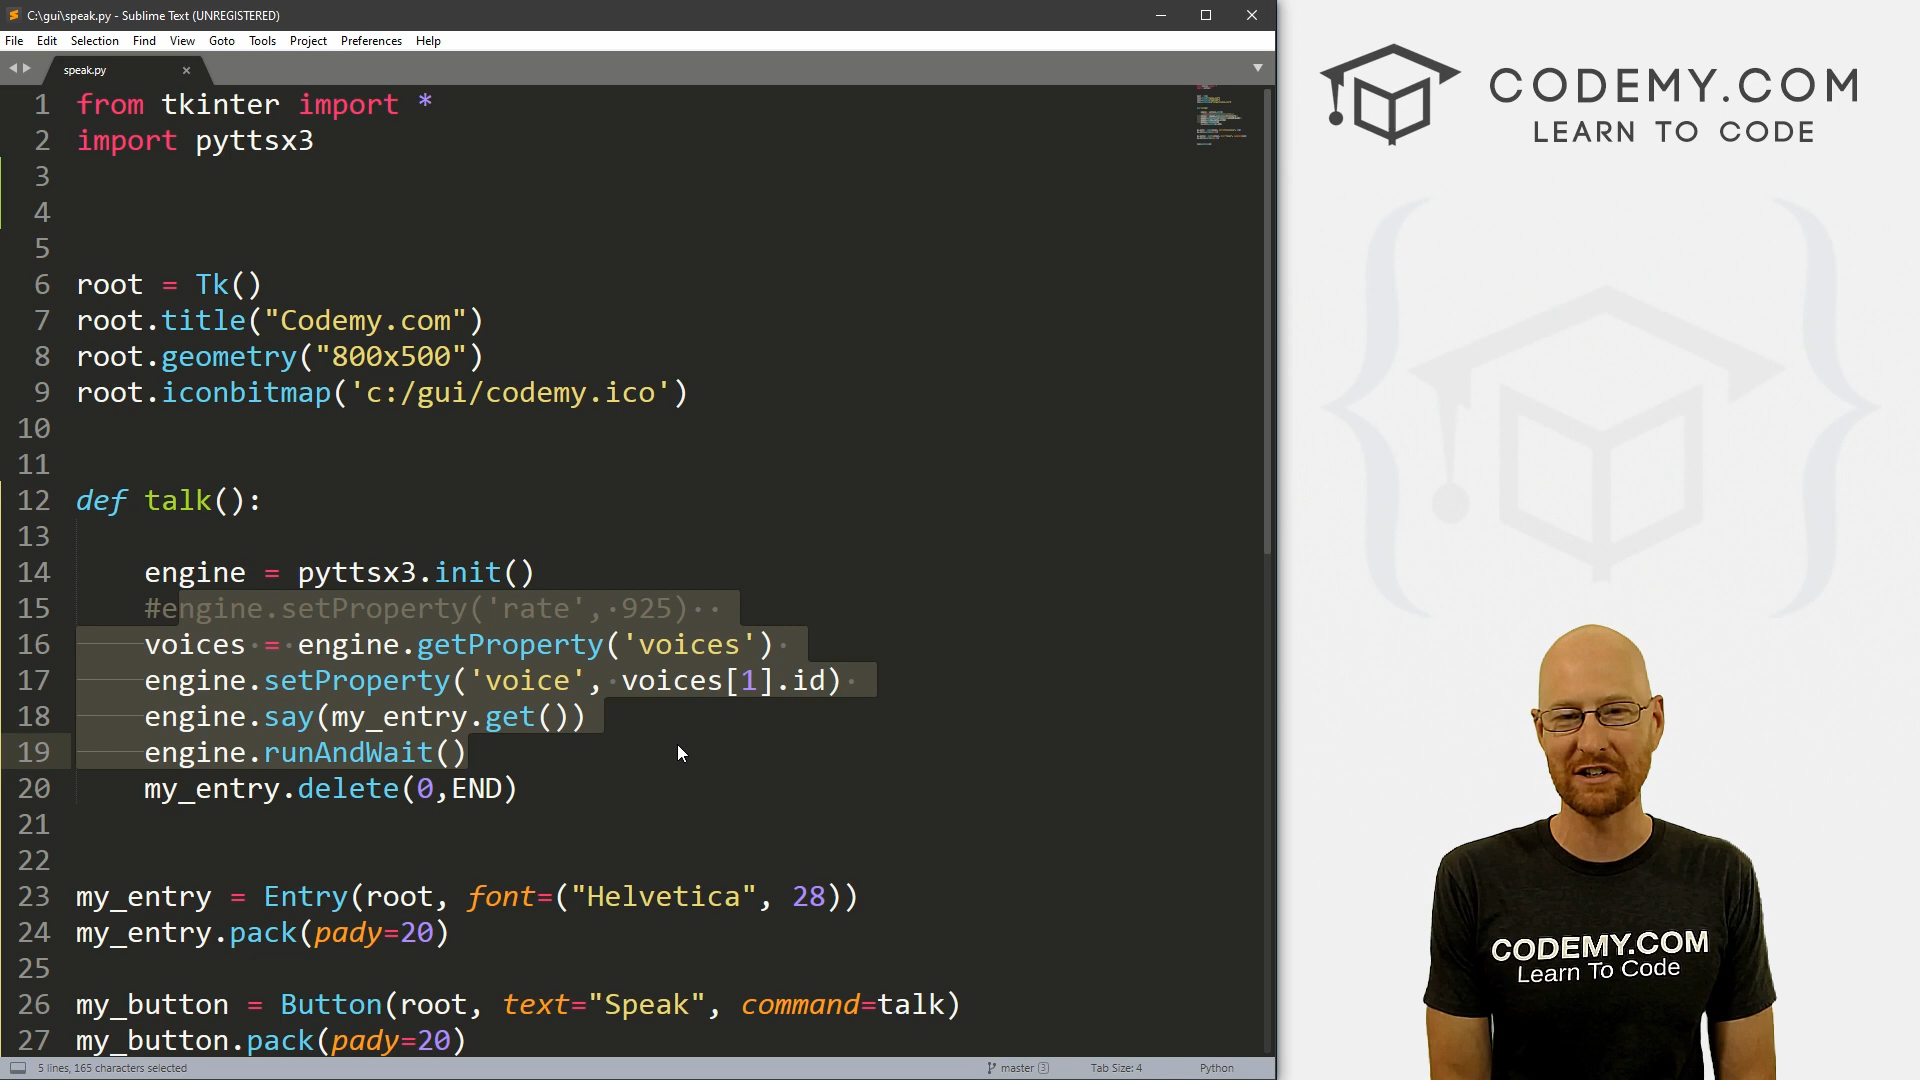 C:\gui\speak.py - Sublime Text (UNREGISTERED)
File Edit Selection Find View Goto Tools Project Preferences Help
speak.py
1 from tkinter import *
2 import pyttsx3
3
4
5
6 root = Tk()
7 root.title("Codemy.com")
8 root.geometry("800x500")
9 root.iconbitmap('c:/gui/codemy.ico')
10
11
12 def talk():
13
14 engine = pyttsx3.init()
15 #engine.setProperty('rate', 925)
16 voices = engine.getProperty('voices')
17 engine.setProperty('voice', voices[1].id)
18 engine.say(my_entry.get())
19 engine.runAndWait()
20 my_entry.delete(0,END)
21
22
23 my_entry = Entry(root, font=("Helvetica", 28))
24 my_entry.pack(pady=20)
25
26 my_button = Button(root, text="Speak", command=talk)
27 my_button.pack(pady=20)
5 lines, 165 characters selected
master 3
Tab Size: 4
Python
CODEMY.COM
LEARN TO CODE
CODEMY.COM
Learn To Code